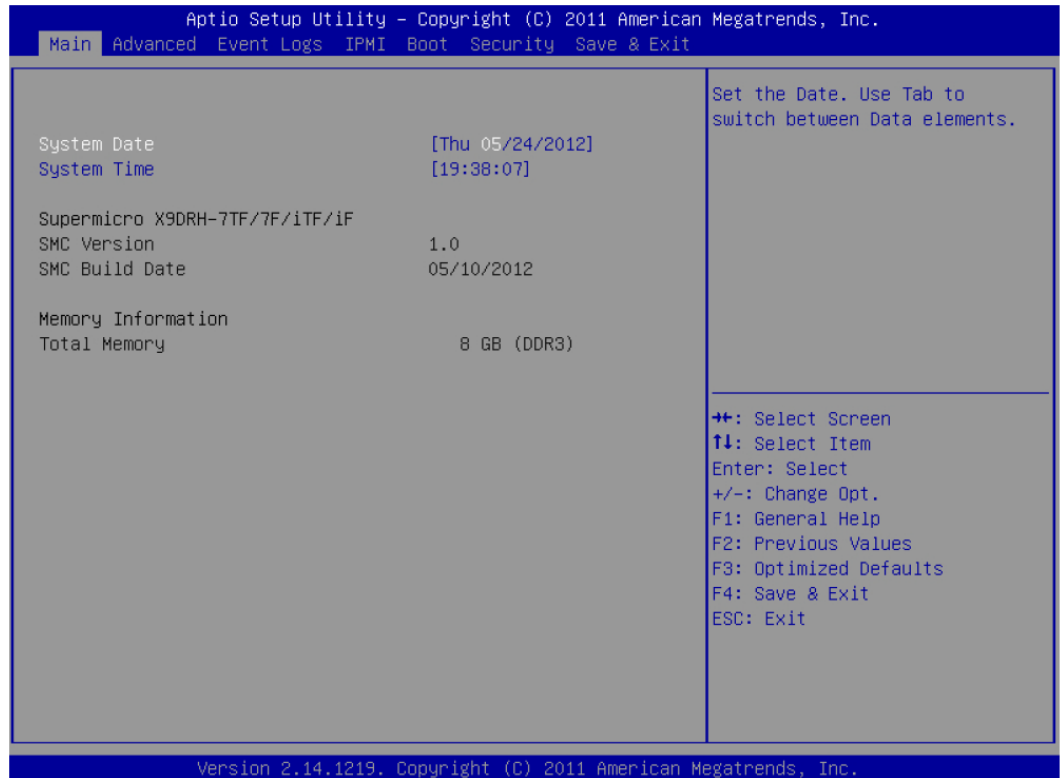 Aptio Setup Utility – Copyright (C) 2011 American Megatrends, Inc.
Main Advanced Event Logs IPMI Boot Security Save & Exit
System Date [Thu 05/24/2012]
System Time [19:38:07]
Supermicro X9DRH-7TF/7F/iTF/iF
SMC Version 1.0
SMC Build Date 05/10/2012
Memory Information
Total Memory 8 GB (DDR3)
Set the Date. Use Tab to
switch between Data elements.
→←: Select Screen
↑↓: Select Item
Enter: Select
+/-: Change Opt.
F1: General Help
F2: Previous Values
F3: Optimized Defaults
F4: Save & Exit
ESC: Exit
Version 2.14.1219. Copyright (C) 2011 American Megatrends, Inc.